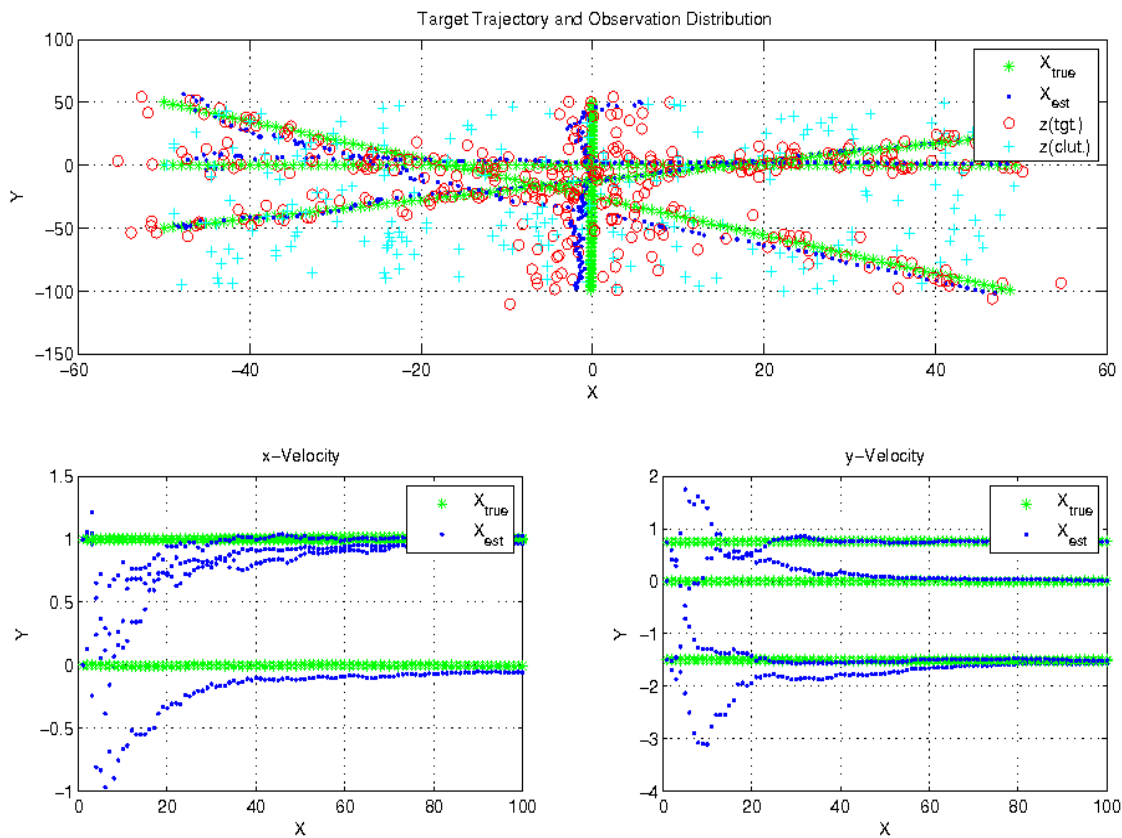 Target Trajectory and Observation Distribution
100
50
0
−50
−100
−150
Y
−60
−40
−20
0
20
40
60
X
X_true
X_est
z(tgt.)
z(clut.)
x−Velocity
1.5
1
0.5
0
−0.5
−1
Y
0
20
40
60
80
100
X
X_true
X_est
y−Velocity
2
1
0
−1
−2
−3
−4
Y
0
20
40
60
80
100
X
X_true
X_est